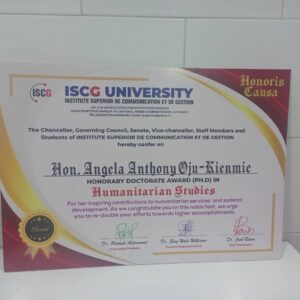 ISCG
ISCG UNIVERSITY
INSTITUTE SUPERIOR DE COMMUNICATION ET DE GESTION
Honoris
Causa
The Chancellor, Governing Council, Senate, Vice-chancellor, Staff Members and
Students of INSTITUTE SUPERIOR DE COMMUNICATION ET DE GESTION
hereby confer on
Hon. Angela Anthony Oju-Kienmie
HONORARY DOCTORATE AWARD (PH.D) IN
Humanitarian Studies
For her inspiring contributions to humanitarian services and societal
development. As we congratulate you on this noble feat, we urge
you to re-double your efforts towards higher accomplishments.
Dr.
Dr.
Dr.